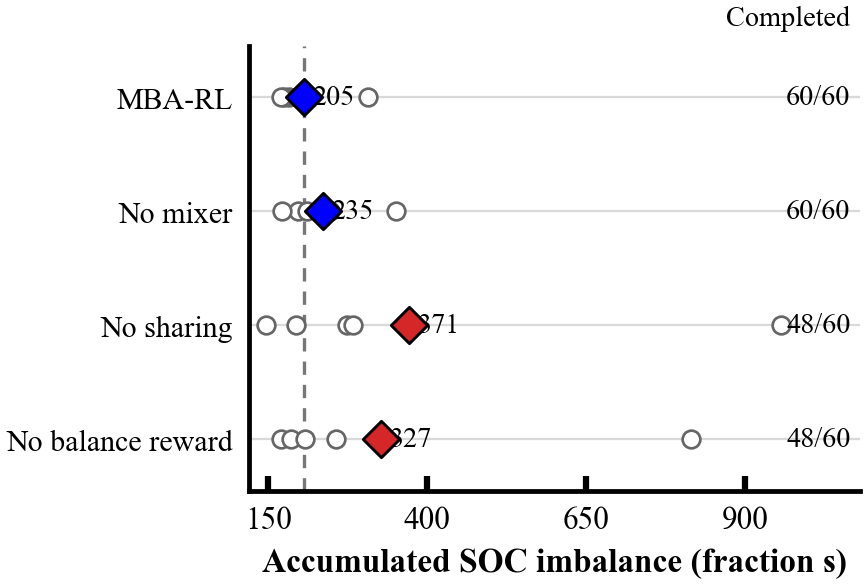 Completed
MBA-RL 205 60/60
No mixer 235 60/60
No sharing 371 48/60
No balance reward 327 48/60
150 400 650 900
Accumulated SOC imbalance (fraction s)